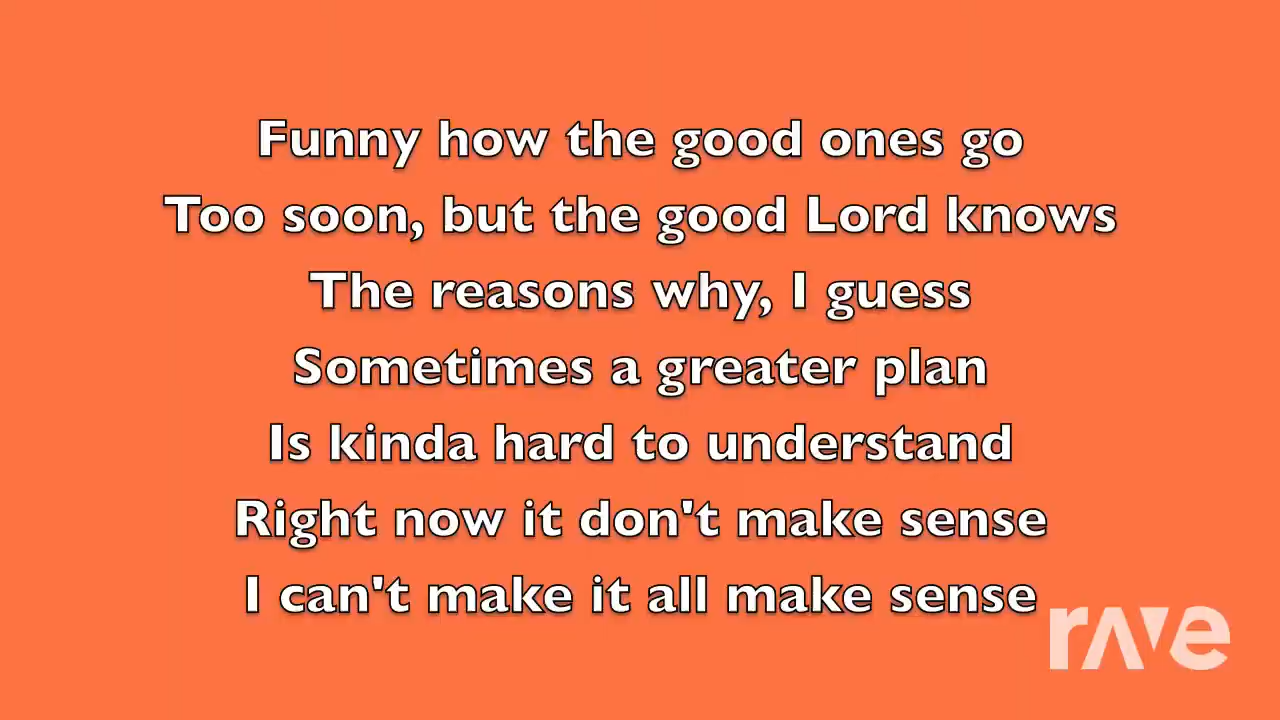 Funny how the good ones go
Too soon, but the good Lord knows
The reasons why, I guess
Sometimes a greater plan
Is kinda hard to understand
Right now it don't make sense
I can't make it all make sense
rave